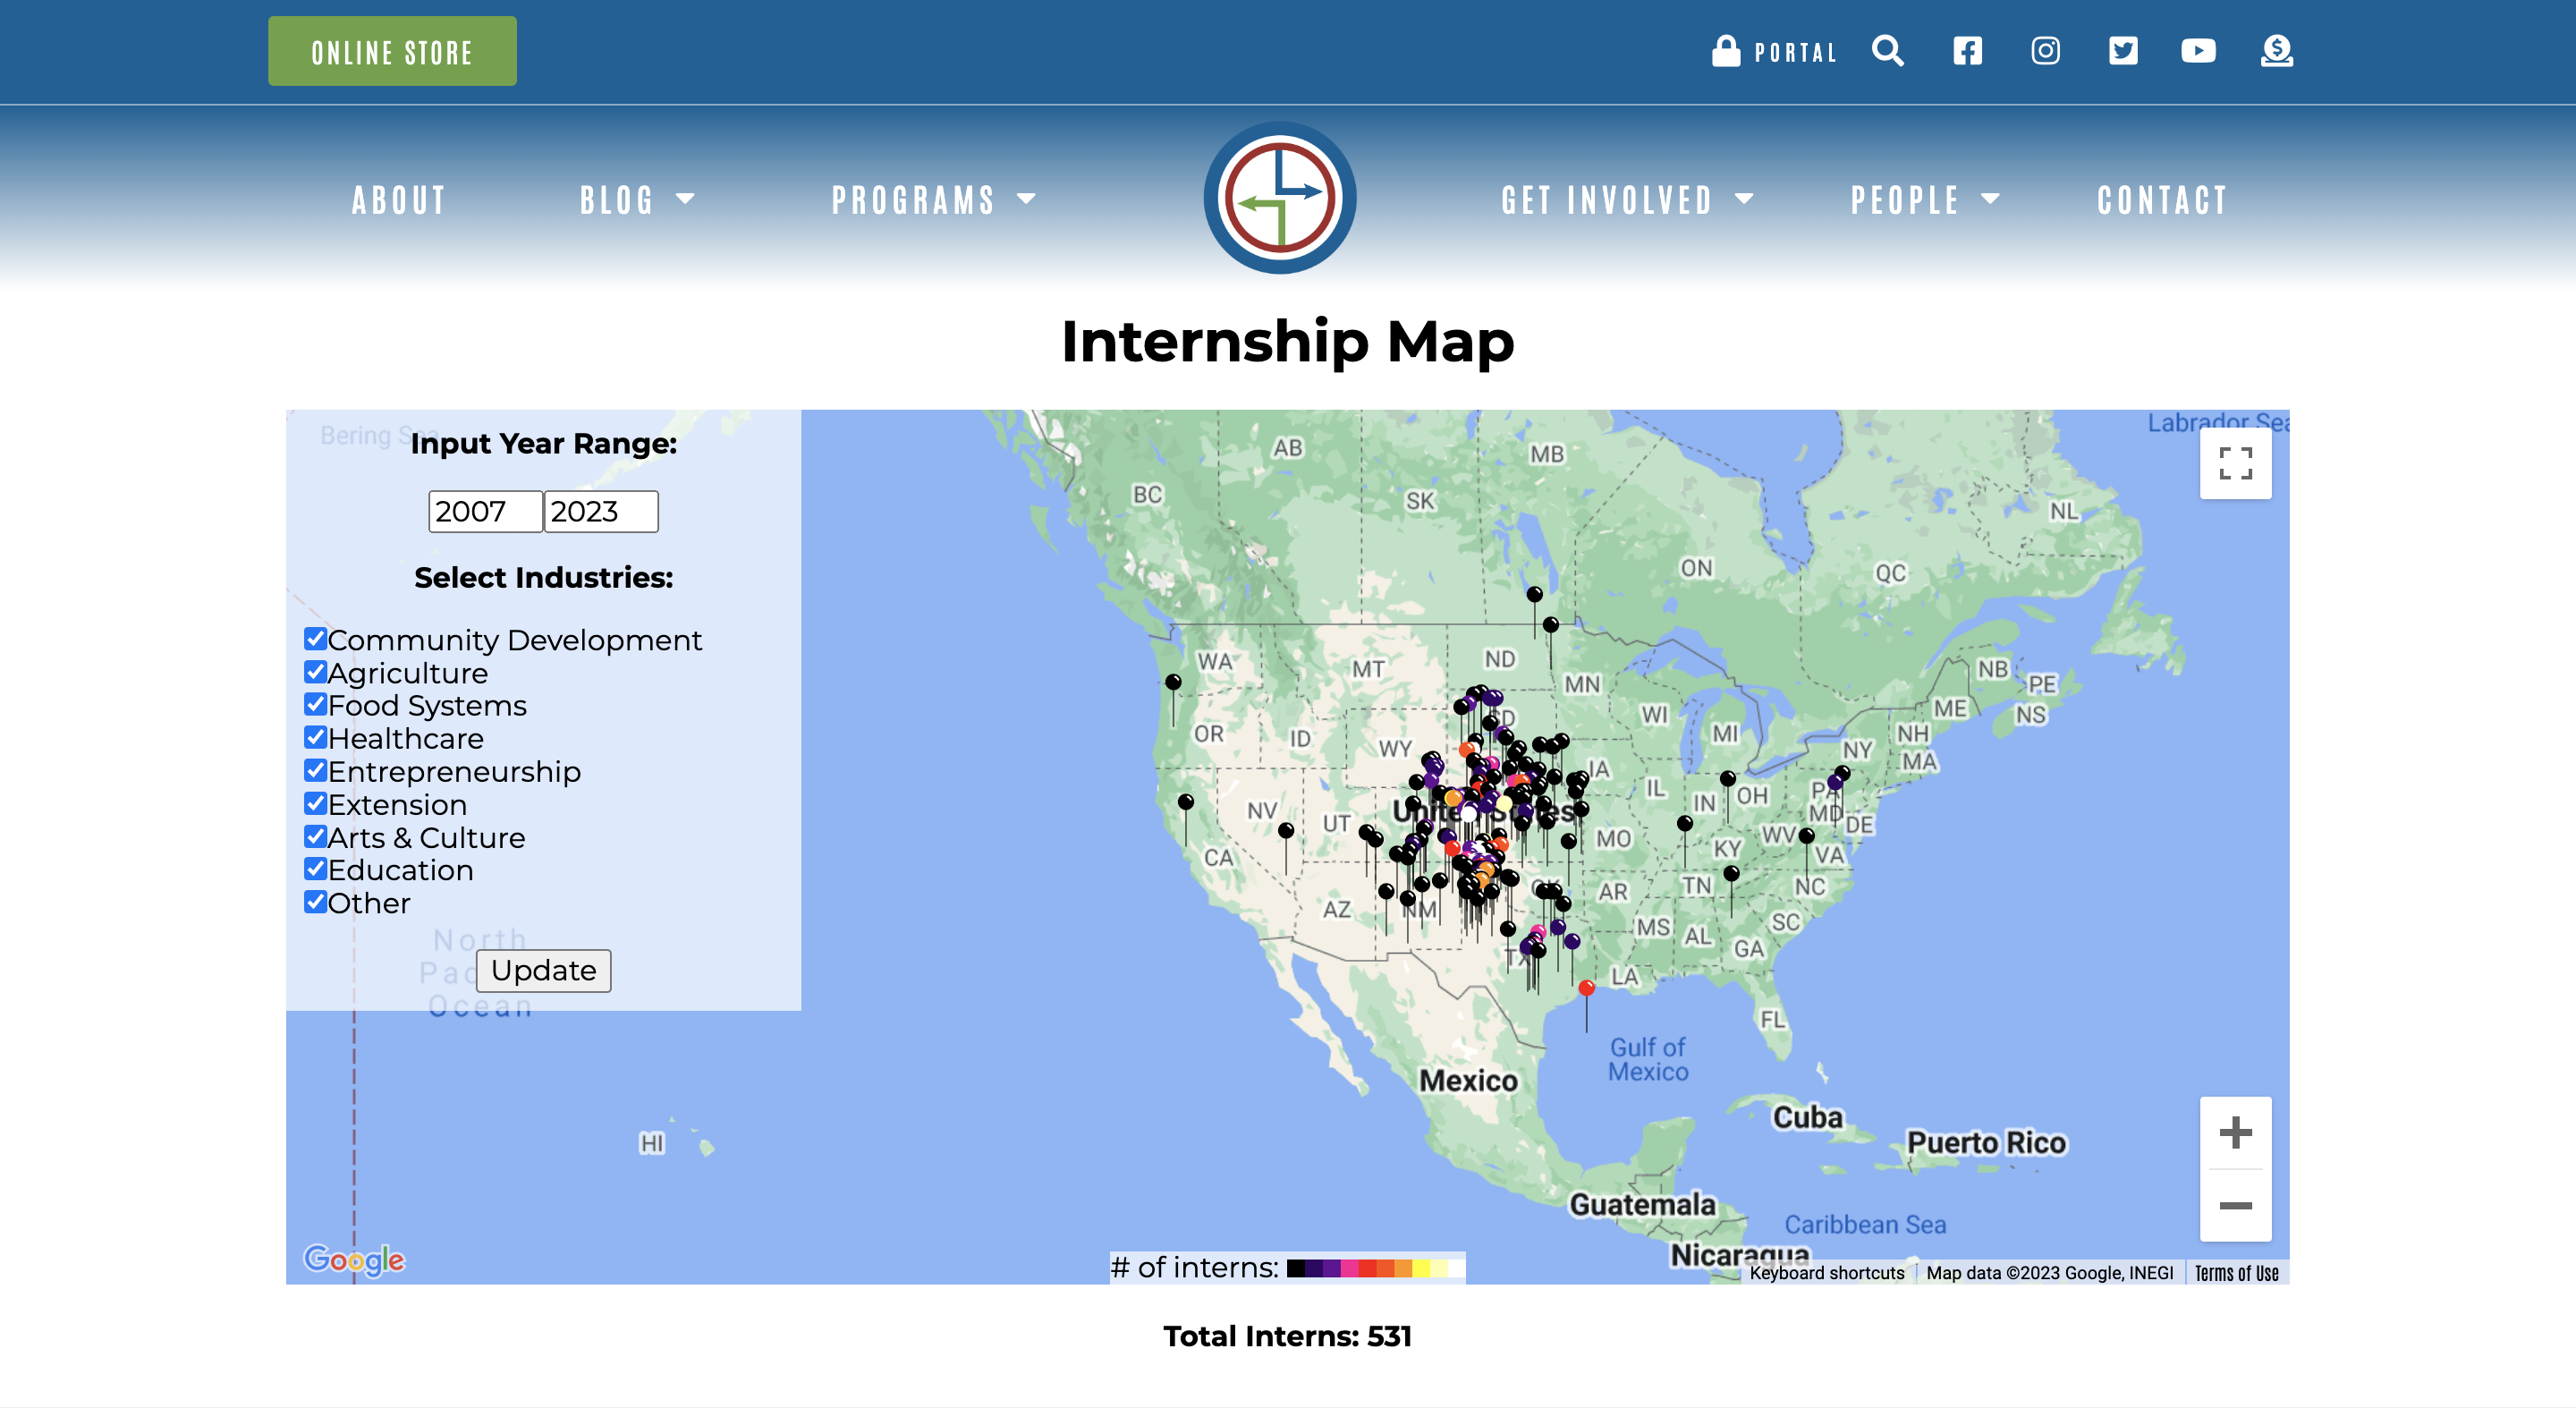 ONLINE STORE
PORTAL
ABOUT
BLOG
PROGRAMS
GET INVOLVED
PEOPLE
CONTACT
Internship Map
Bering Sea
Labrador Sea
Input Year Range:
2007
2023
Select Industries:
Community Development
Agriculture
Food Systems
Healthcare
Entrepreneurship
Extension
Arts & Culture
Education
Other
Update
North
Pac
Ocean
AB
MB
BC
SK
NL
ON
QC
WA
MT
ND
MN
NB
PE
OR
ID
WY
SD
WI
MI
ME
NS
NH
NY
MA
IA
IL
IN
OH
PA
MD
DE
NV
UT
United States
CA
MO
WV
KY
VA
AZ
NM
OK
AR
TN
NC
MS
AL
SC
GA
TX
LA
FL
Gulf of
Mexico
Mexico
Cuba
Puerto Rico
HI
Guatemala
Caribbean Sea
Nicaragua
Google
# of interns:
Keyboard shortcuts
Map data ©2023 Google, INEGI
Terms of Use
Total Interns: 531